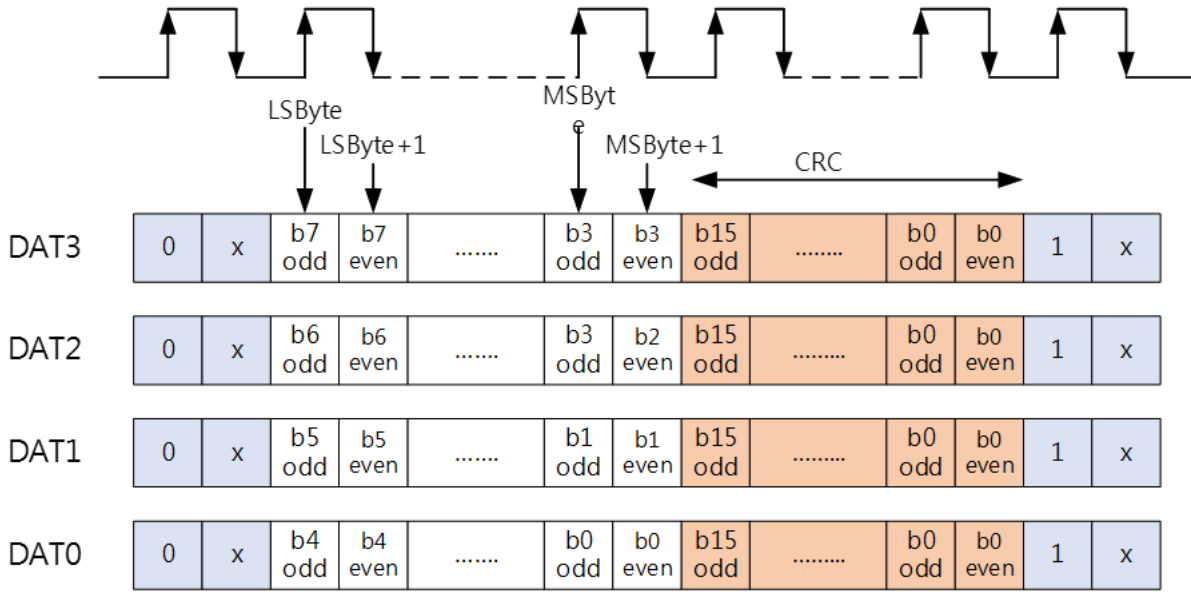 LSByte
MSByt
e
LSByte+1
MSByte+1
CRC
DAT3 0 x b7 b7 ....... b3 b3 b15 ........ b0 b0 1 x
odd even odd even odd odd even
DAT2 0 x b6 b6 ....... b3 b2 b15 ......... b0 b0 1 x
odd even odd even odd odd even
DAT1 0 x b5 b5 ....... b1 b1 b15 ......... b0 b0 1 x
odd even odd even odd odd even
DAT0 0 x b4 b4 ....... b0 b0 b15 ......... b0 b0 1 x
odd even odd even odd odd even